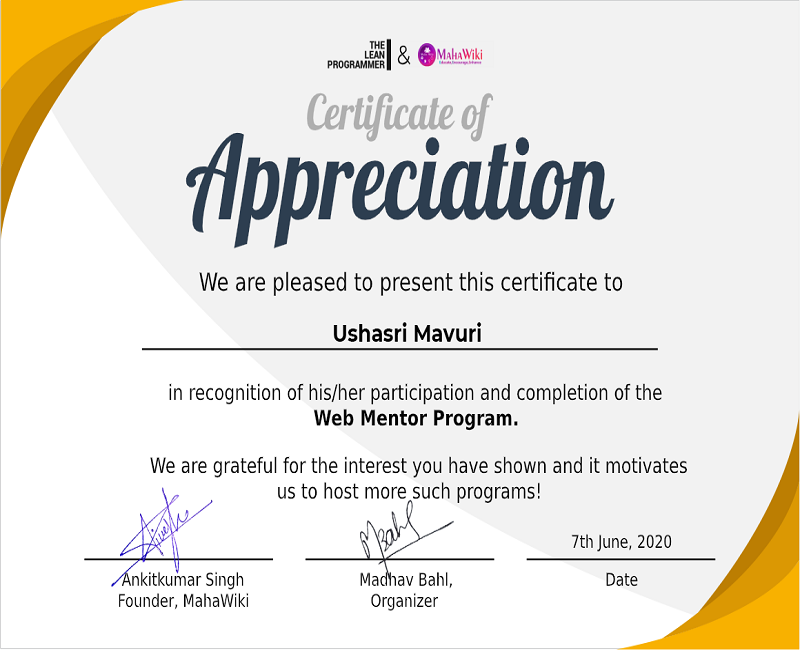 THE
LEAN
PROGRAMMER & MAHAWIKI
Certificate of
Appreciation
We are pleased to present this certificate to
Ushasri Mavuri
in recognition of his/her participation and completion of the
Web Mentor Program.
We are grateful for the interest you have shown and it motivates
us to host more such programs!
MBahl
7th June, 2020
Ankitkumar Singh Madhav Bahl, Date
Founder, MahaWiki Organizer